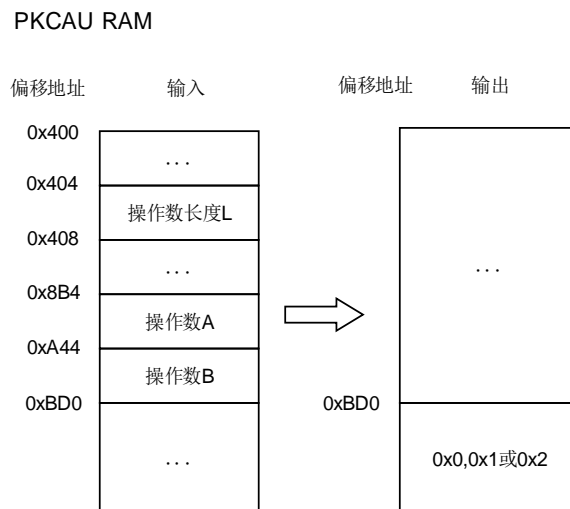 PKCAU RAM
偏移地址 输入 偏移地址 输出
0x400
...
0x404
操作数长度L
0x408
...
...
0x8B4
操作数A
0xA44
操作数B
0xBD0 0xBD0
... 0x0,0x1或0x2